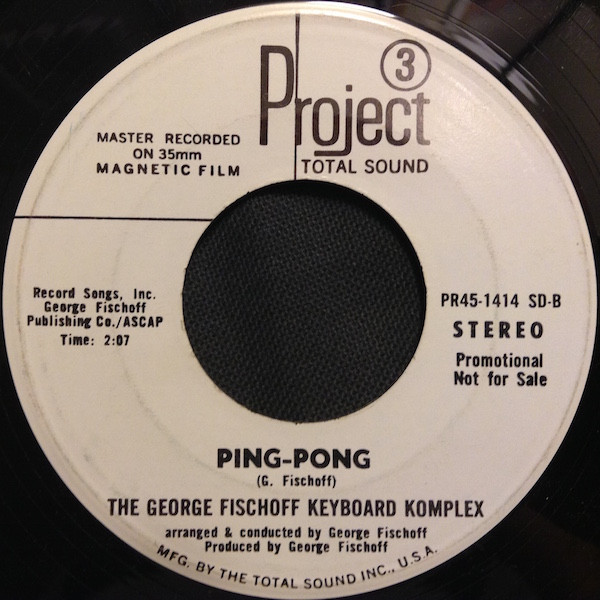 Project 3
TOTAL SOUND
MASTER RECORDED
ON 35mm
MAGNETIC FILM
Record Songs, Inc.
George Fischoff
Publishing Co./ASCAP
Time: 2:07
PR45-1414 SD-B
STEREO
Promotional
Not for Sale
PING-PONG
(G. Fischoff)
THE GEORGE FISCHOFF KEYBOARD KOMPLEX
arranged & conducted by George Fischoff
Produced by George Fischoff
MFG. BY THE TOTAL SOUND INC., U.S.A.